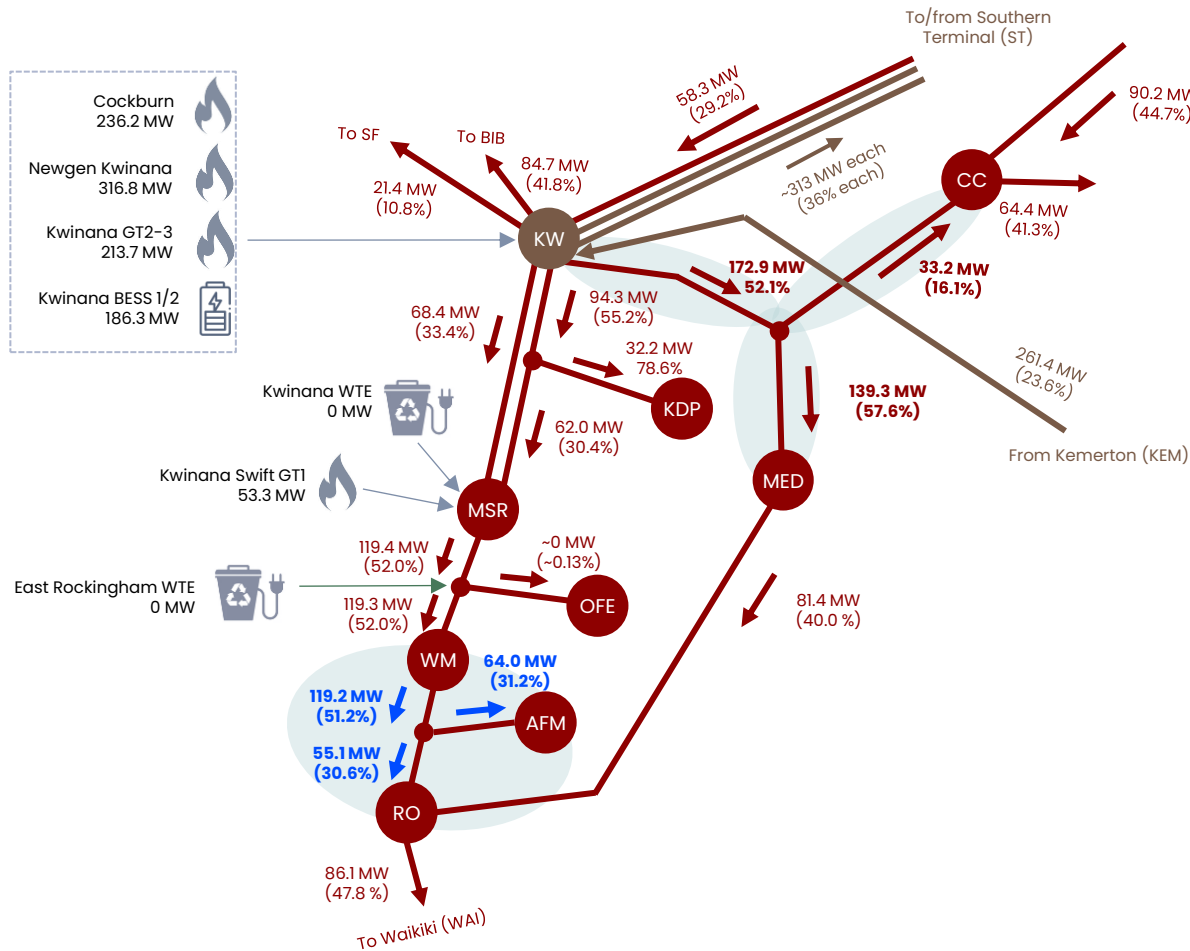 To/from Southern
Terminal (ST)
Cockburn
236.2 MW
Newgen Kwinana
316.8 MW
Kwinana GT2-3
213.7 MW
Kwinana BESS 1/2
186.3 MW
58.3 MW
(29.2%)
90.2 MW
(44.7%)
To SF
To BIB
84.7 MW
(41.8%)
21.4 MW
(10.8%)
~313 MW each
(36% each)
CC
64.4 MW
(41.3%)
KW
172.9 MW
52.1%
33.2 MW
(16.1%)
68.4 MW
(33.4%)
94.3 MW
(55.2%)
32.2 MW
78.6%
261.4 MW
(23.6%)
Kwinana WTE
0 MW
KDP
139.3 MW
(57.6%)
62.0 MW
(30.4%)
From Kemerton (KEM)
Kwinana Swift GT1
53.3 MW
MED
MSR
119.4 MW
(52.0%)
~0 MW
(~0.13%)
East Rockingham WTE
0 MW
119.3 MW
(52.0%)
OFE
81.4 MW
(40.0 %)
WM
64.0 MW
(31.2%)
119.2 MW
(51.2%)
AFM
55.1 MW
(30.6%)
RO
86.1 MW
(47.8 %)
To Waikiki (WAI)